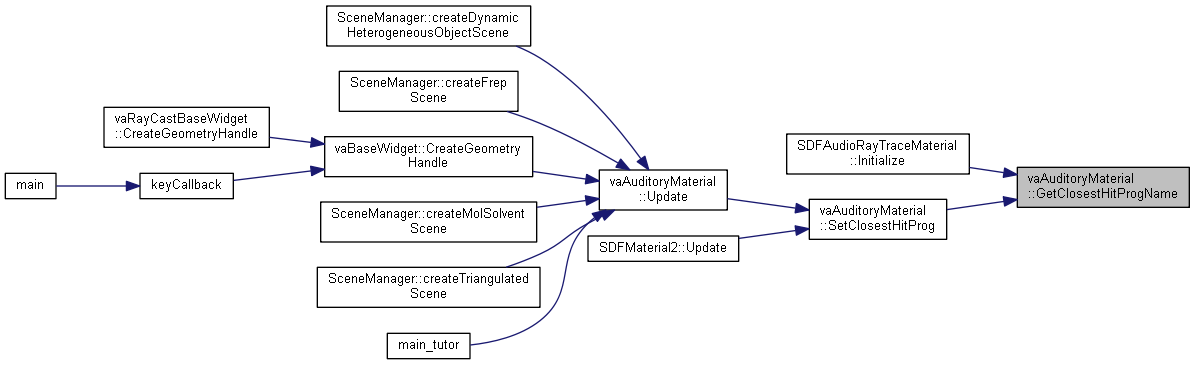 SceneManager::createDynamic
HeterogeneousObjectScene
SceneManager::createFrep
Scene
vaRayCastBaseWidget
::CreateGeometryHandle
vaBaseWidget::CreateGeometry
Handle
SDFAudioRayTraceMaterial
::Initialize
main
keyCallback
vaAuditoryMaterial
::Update
vaAuditoryMaterial
::GetClosestHitProgName
SceneManager::createMolSolvent
Scene
vaAuditoryMaterial
::SetClosestHitProg
SDFMaterial2::Update
SceneManager::createTriangulated
Scene
main_tutor